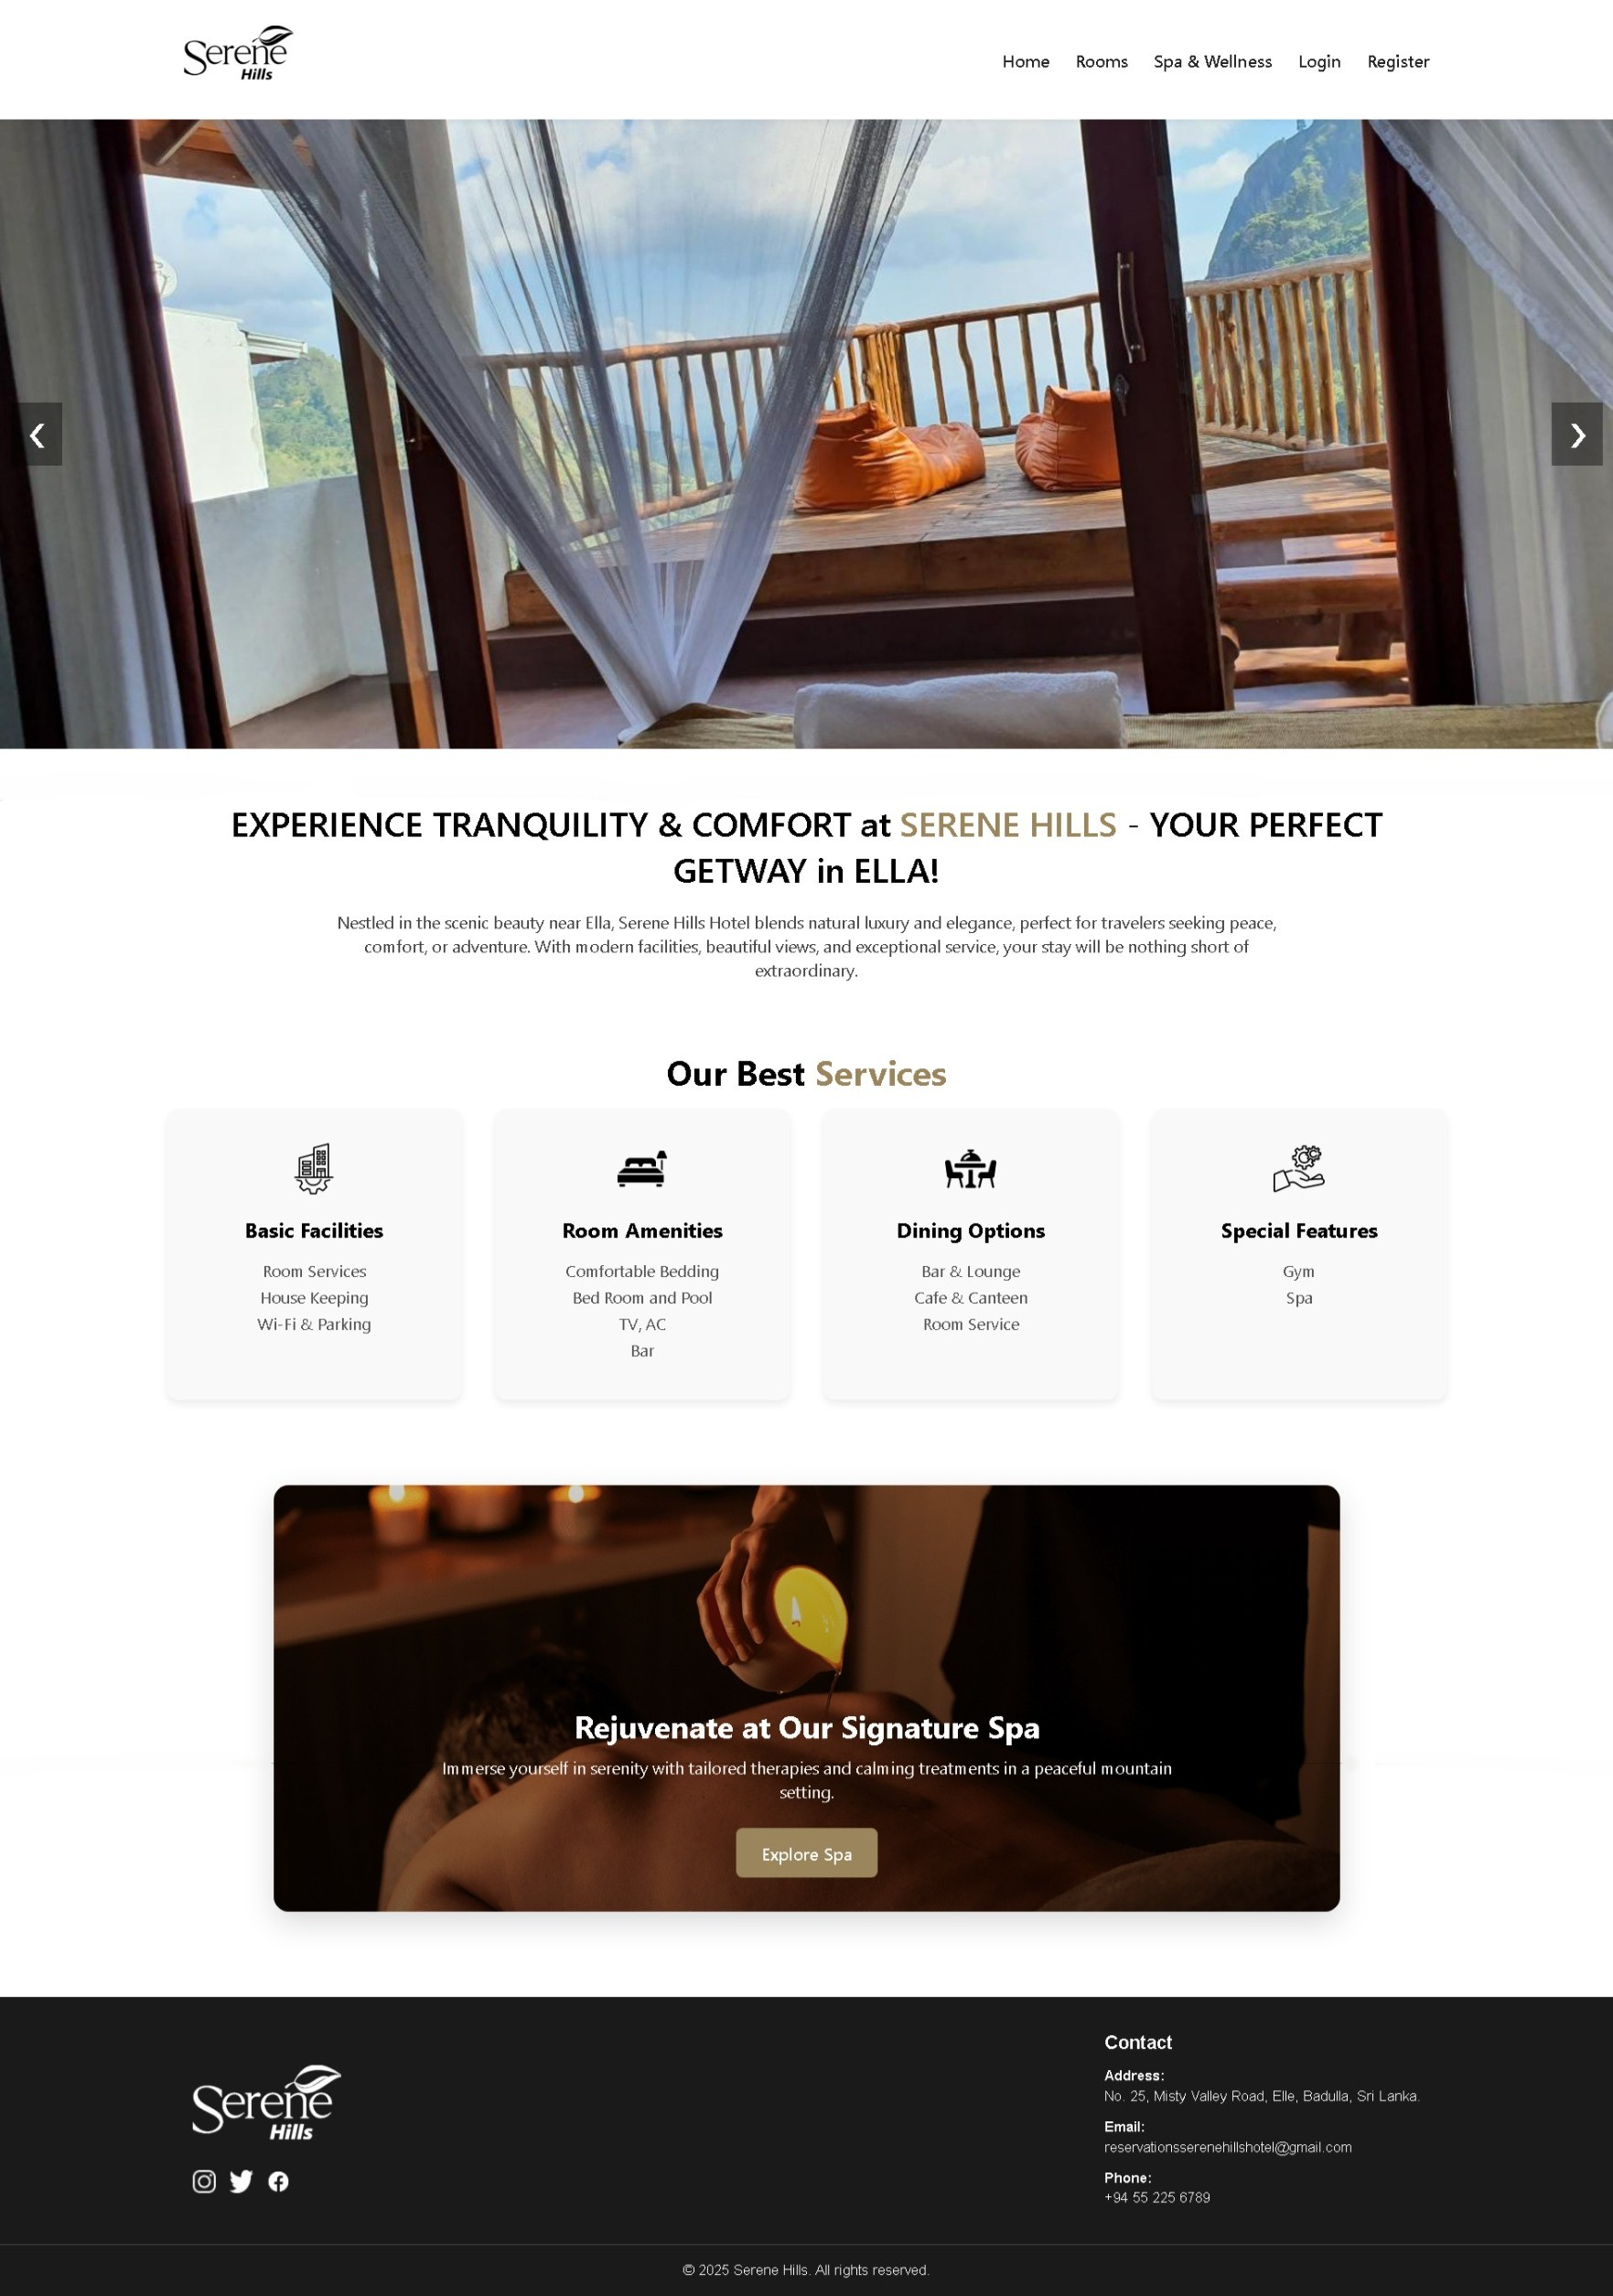 Serene
Hills
Home Rooms Spa & Wellness Login Register
❮
❯
EXPERIENCE TRANQUILITY & COMFORT at SERENE HILLS - YOUR PERFECT
GETWAY in ELLA!
Nestled in the scenic beauty near Ella, Serene Hills Hotel blends natural luxury and elegance, perfect for travelers seeking peace,
comfort, or adventure. With modern facilities, beautiful views, and exceptional service, your stay will be nothing short of
extraordinary.
Our Best Services
Basic Facilities
Room Services
House Keeping
Wi-Fi & Parking
Room Amenities
Comfortable Bedding
Bed Room and Pool
TV, AC
Bar
Dining Options
Bar & Lounge
Cafe & Canteen
Room Service
Special Features
Gym
Spa
Rejuvenate at Our Signature Spa
Immerse yourself in serenity with tailored therapies and calming treatments in a peaceful mountain
setting.
Explore Spa
Serene
Hills
Contact
Address:
No. 25, Misty Valley Road, Elle, Badulla, Sri Lanka.
Email:
reservationsserenehillshotel@gmail.com
Phone:
+94 55 225 6789
© 2025 Serene Hills. All rights reserved.